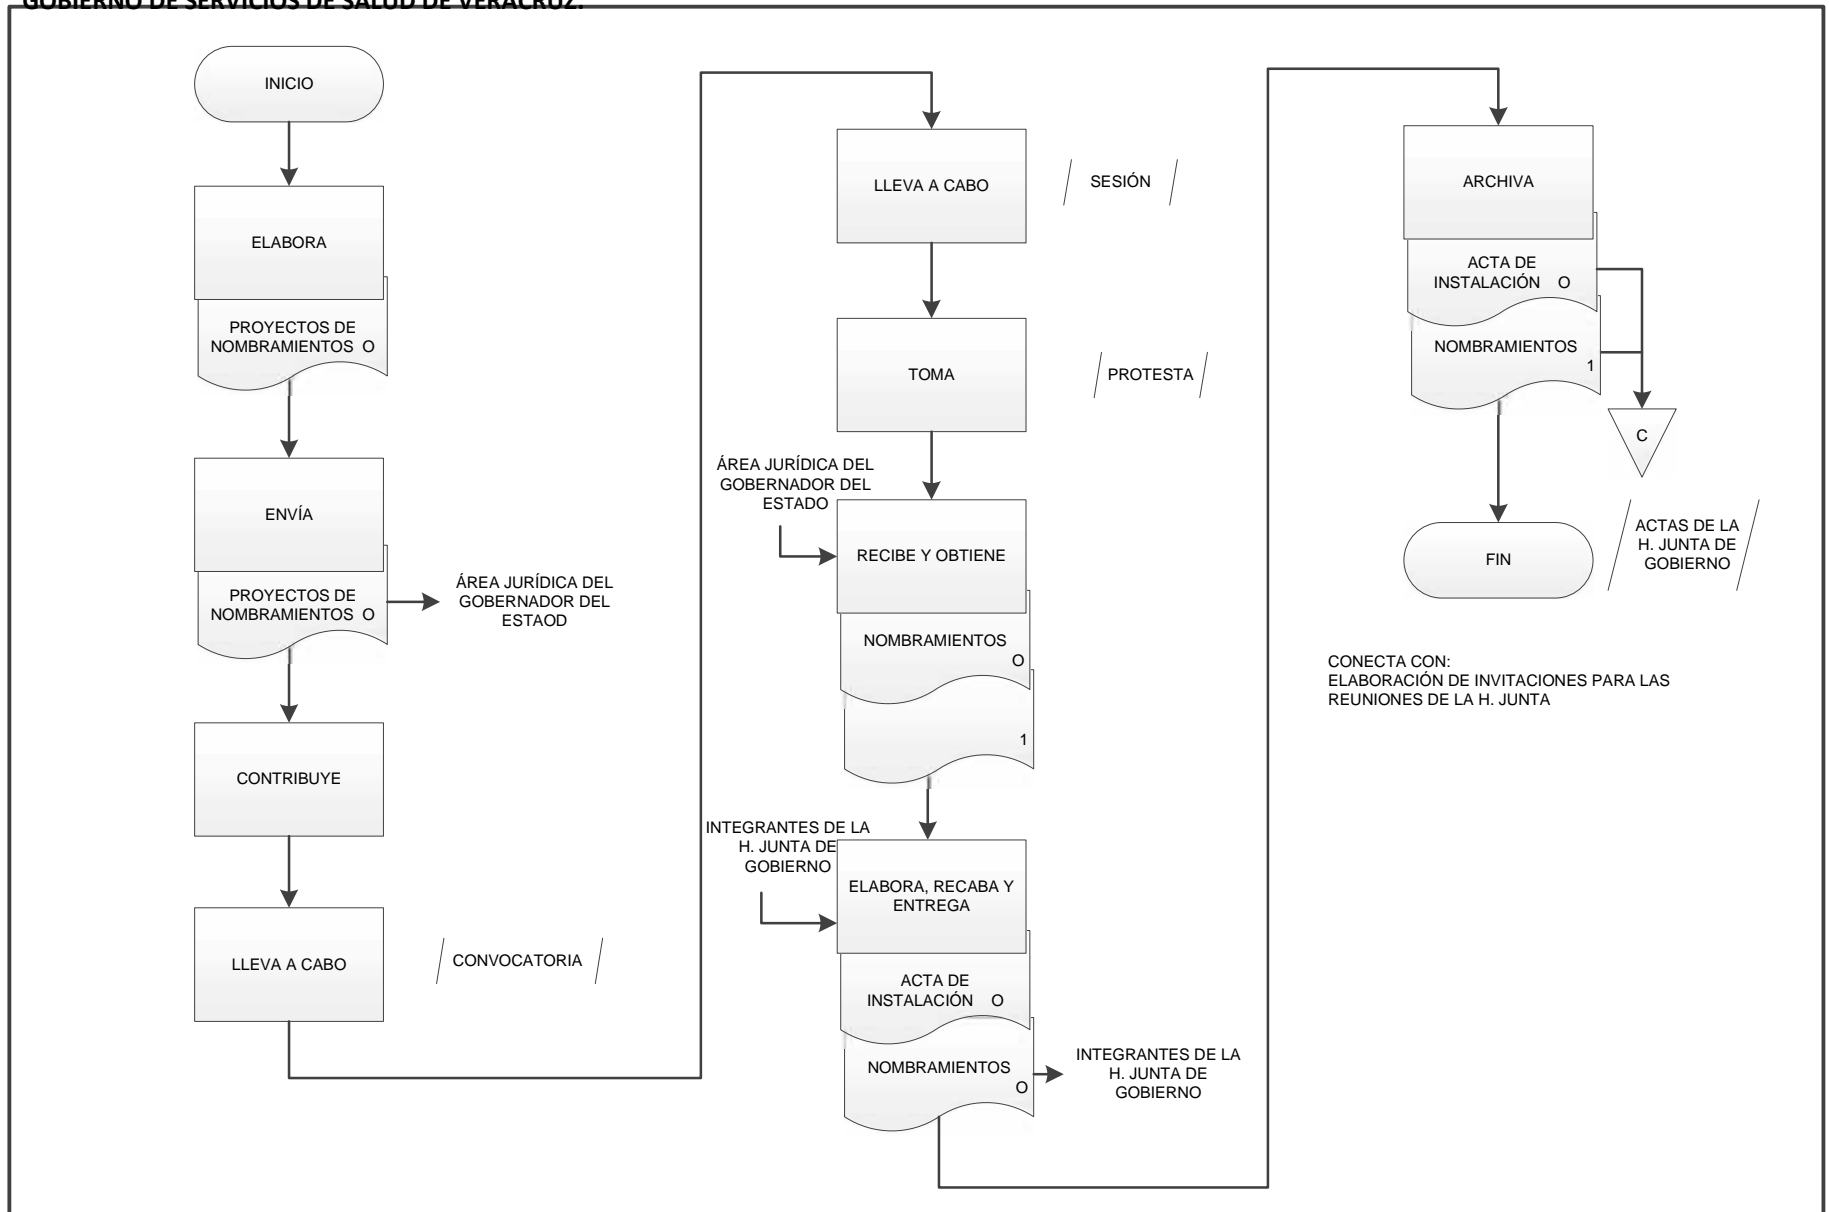 GOBIERNO DE SERVICIOS DE SALUD DE VERACRUZ.
INICIO
ELABORA
PROYECTOS DE
NOMBRAMIENTOS O
ENVÍA
PROYECTOS DE
NOMBRAMIENTOS O
ÁREA JURÍDICA DEL
GOBERNADOR DEL
ESTAOD
CONTRIBUYE
LLEVA A CABO
CONVOCATORIA
LLEVA A CABO
SESIÓN
TOMA
PROTESTA
ÁREA JURÍDICA DEL
GOBERNADOR DEL
ESTADO
RECIBE Y OBTIENE
NOMBRAMIENTOS
O
1
INTEGRANTES DE LA
H. JUNTA DE
GOBIERNO
ELABORA, RECABA Y
ENTREGA
ACTA DE
INSTALACIÓN O
NOMBRAMIENTOS
O
INTEGRANTES DE LA
H. JUNTA DE
GOBIERNO
ARCHIVA
ACTA DE
INSTALACIÓN O
NOMBRAMIENTOS
1
C
ACTAS DE LA
H. JUNTA DE
GOBIERNO
FIN
CONECTA CON:
ELABORACIÓN DE INVITACIONES PARA LAS
REUNIONES DE LA H. JUNTA